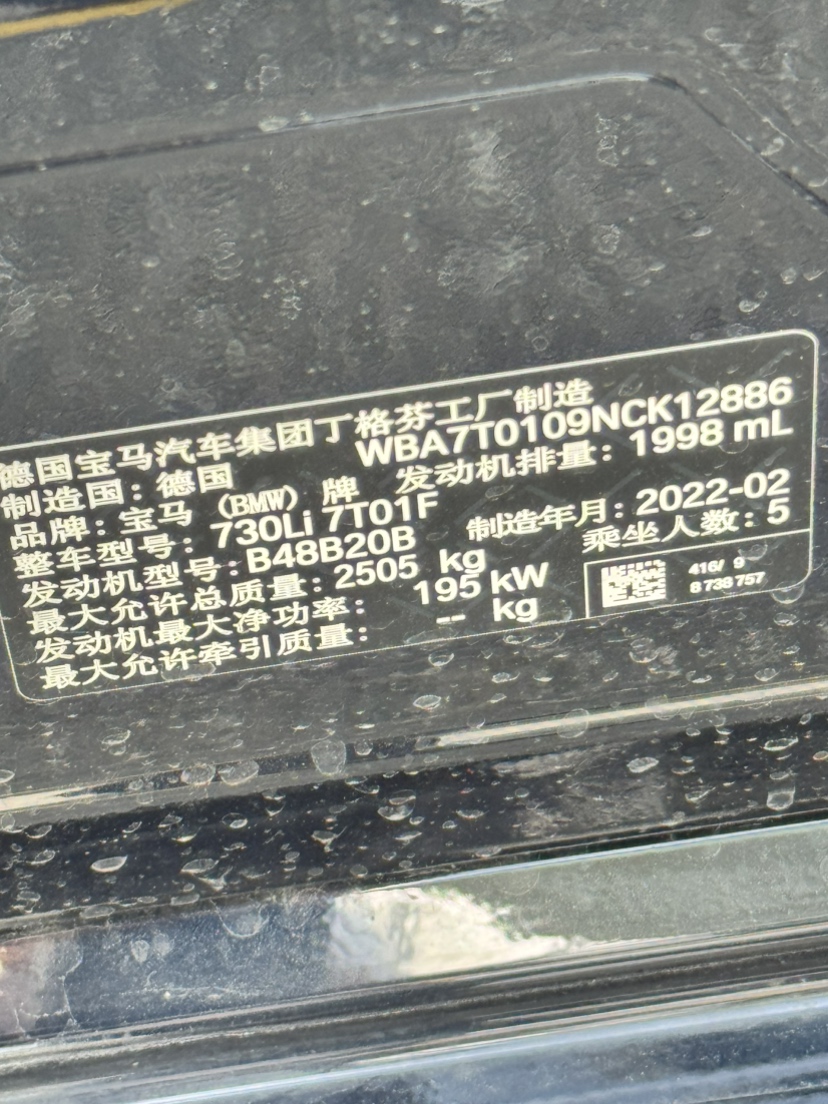 德国宝马汽车集团丁格芬工厂制造
WBA7T0109NCK12886
制造国：德国
发动机排量：1998 mL
品牌：宝马（BMW）牌
整车型号：730Li 7T01F
制造年月：2022-02
发动机型号：B48B20B
乘坐人数：5
最大允许总质量：2505 kg
发动机最大净功率：195 kW
最大允许牵引质量：-- kg
416/ 9
8 738 757